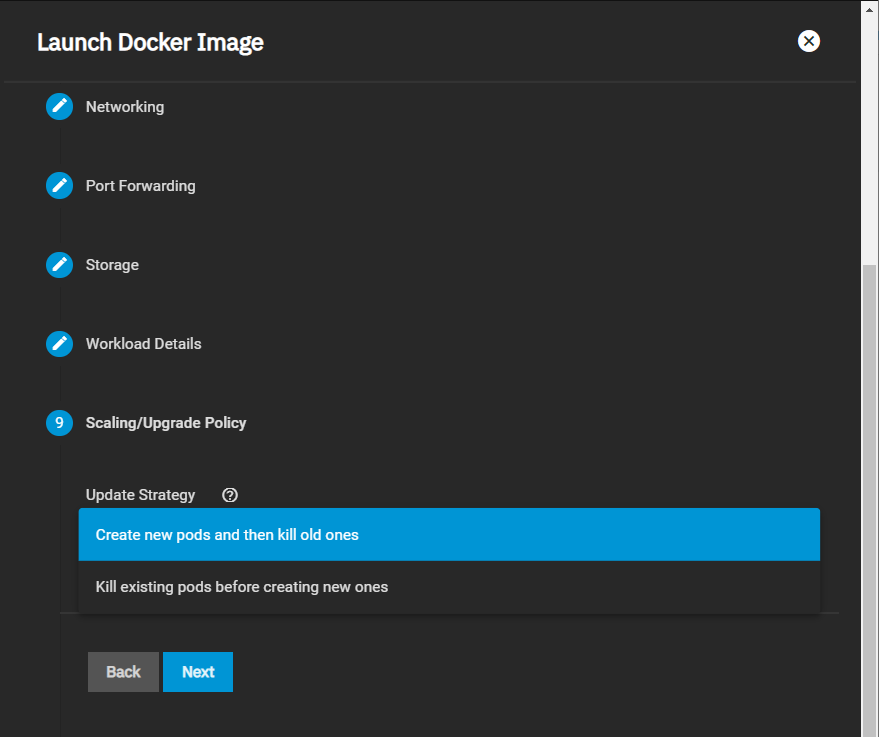 Launch Docker Image
Networking
Port Forwarding
Storage
Workload Details
9 Scaling/Upgrade Policy
Update Strategy ?
Create new pods and then kill old ones
Kill existing pods before creating new ones
Back Next